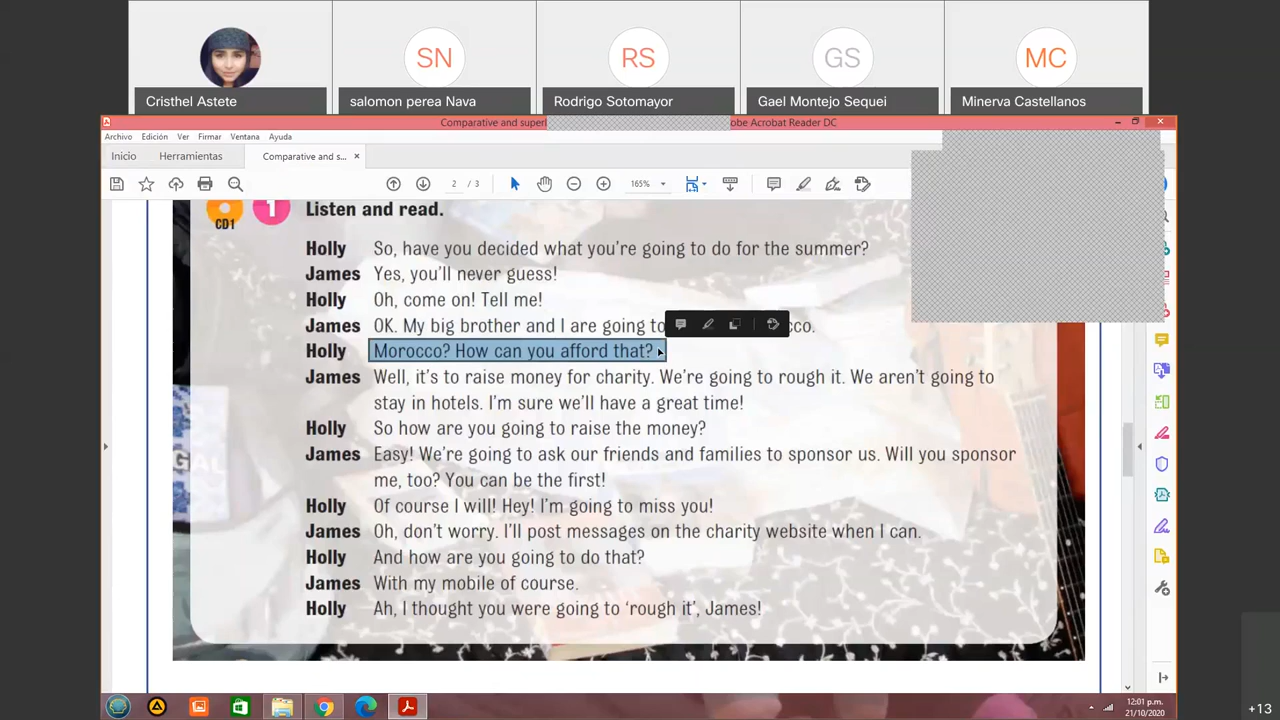 SN
RS
GS
MC
Cristhel Astete
salomon perea Nava
Rodrigo Sotomayor
Gael Montejo Sequei
Minerva Castellanos
Comparative and superl
obe Acrobat Reader DC
Archivo Edición Ver Firmar Ventana Ayuda
Inicio Herramientas Comparative and s...
2 / 3 165%
1 Listen and read.
CD1
Holly So, have you decided what you're going to do for the summer?
James Yes, you'll never guess!
Holly Oh, come on! Tell me!
James OK. My big brother and I are going to cco.
Holly Morocco? How can you afford that?
James Well, it's to raise money for charity. We're going to rough it. We aren't going to
stay in hotels. I'm sure we'll have a great time!
Holly So how are you going to raise the money?
James Easy! We're going to ask our friends and families to sponsor us. Will you sponsor
me, too? You can be the first!
Holly Of course I will! Hey! I'm going to miss you!
James Oh, don't worry. I'll post messages on the charity website when I can.
Holly And how are you going to do that?
James With my mobile of course.
Holly Ah, I thought you were going to 'rough it', James!
GAL
12:01 p.m.
21/10/2020
+13